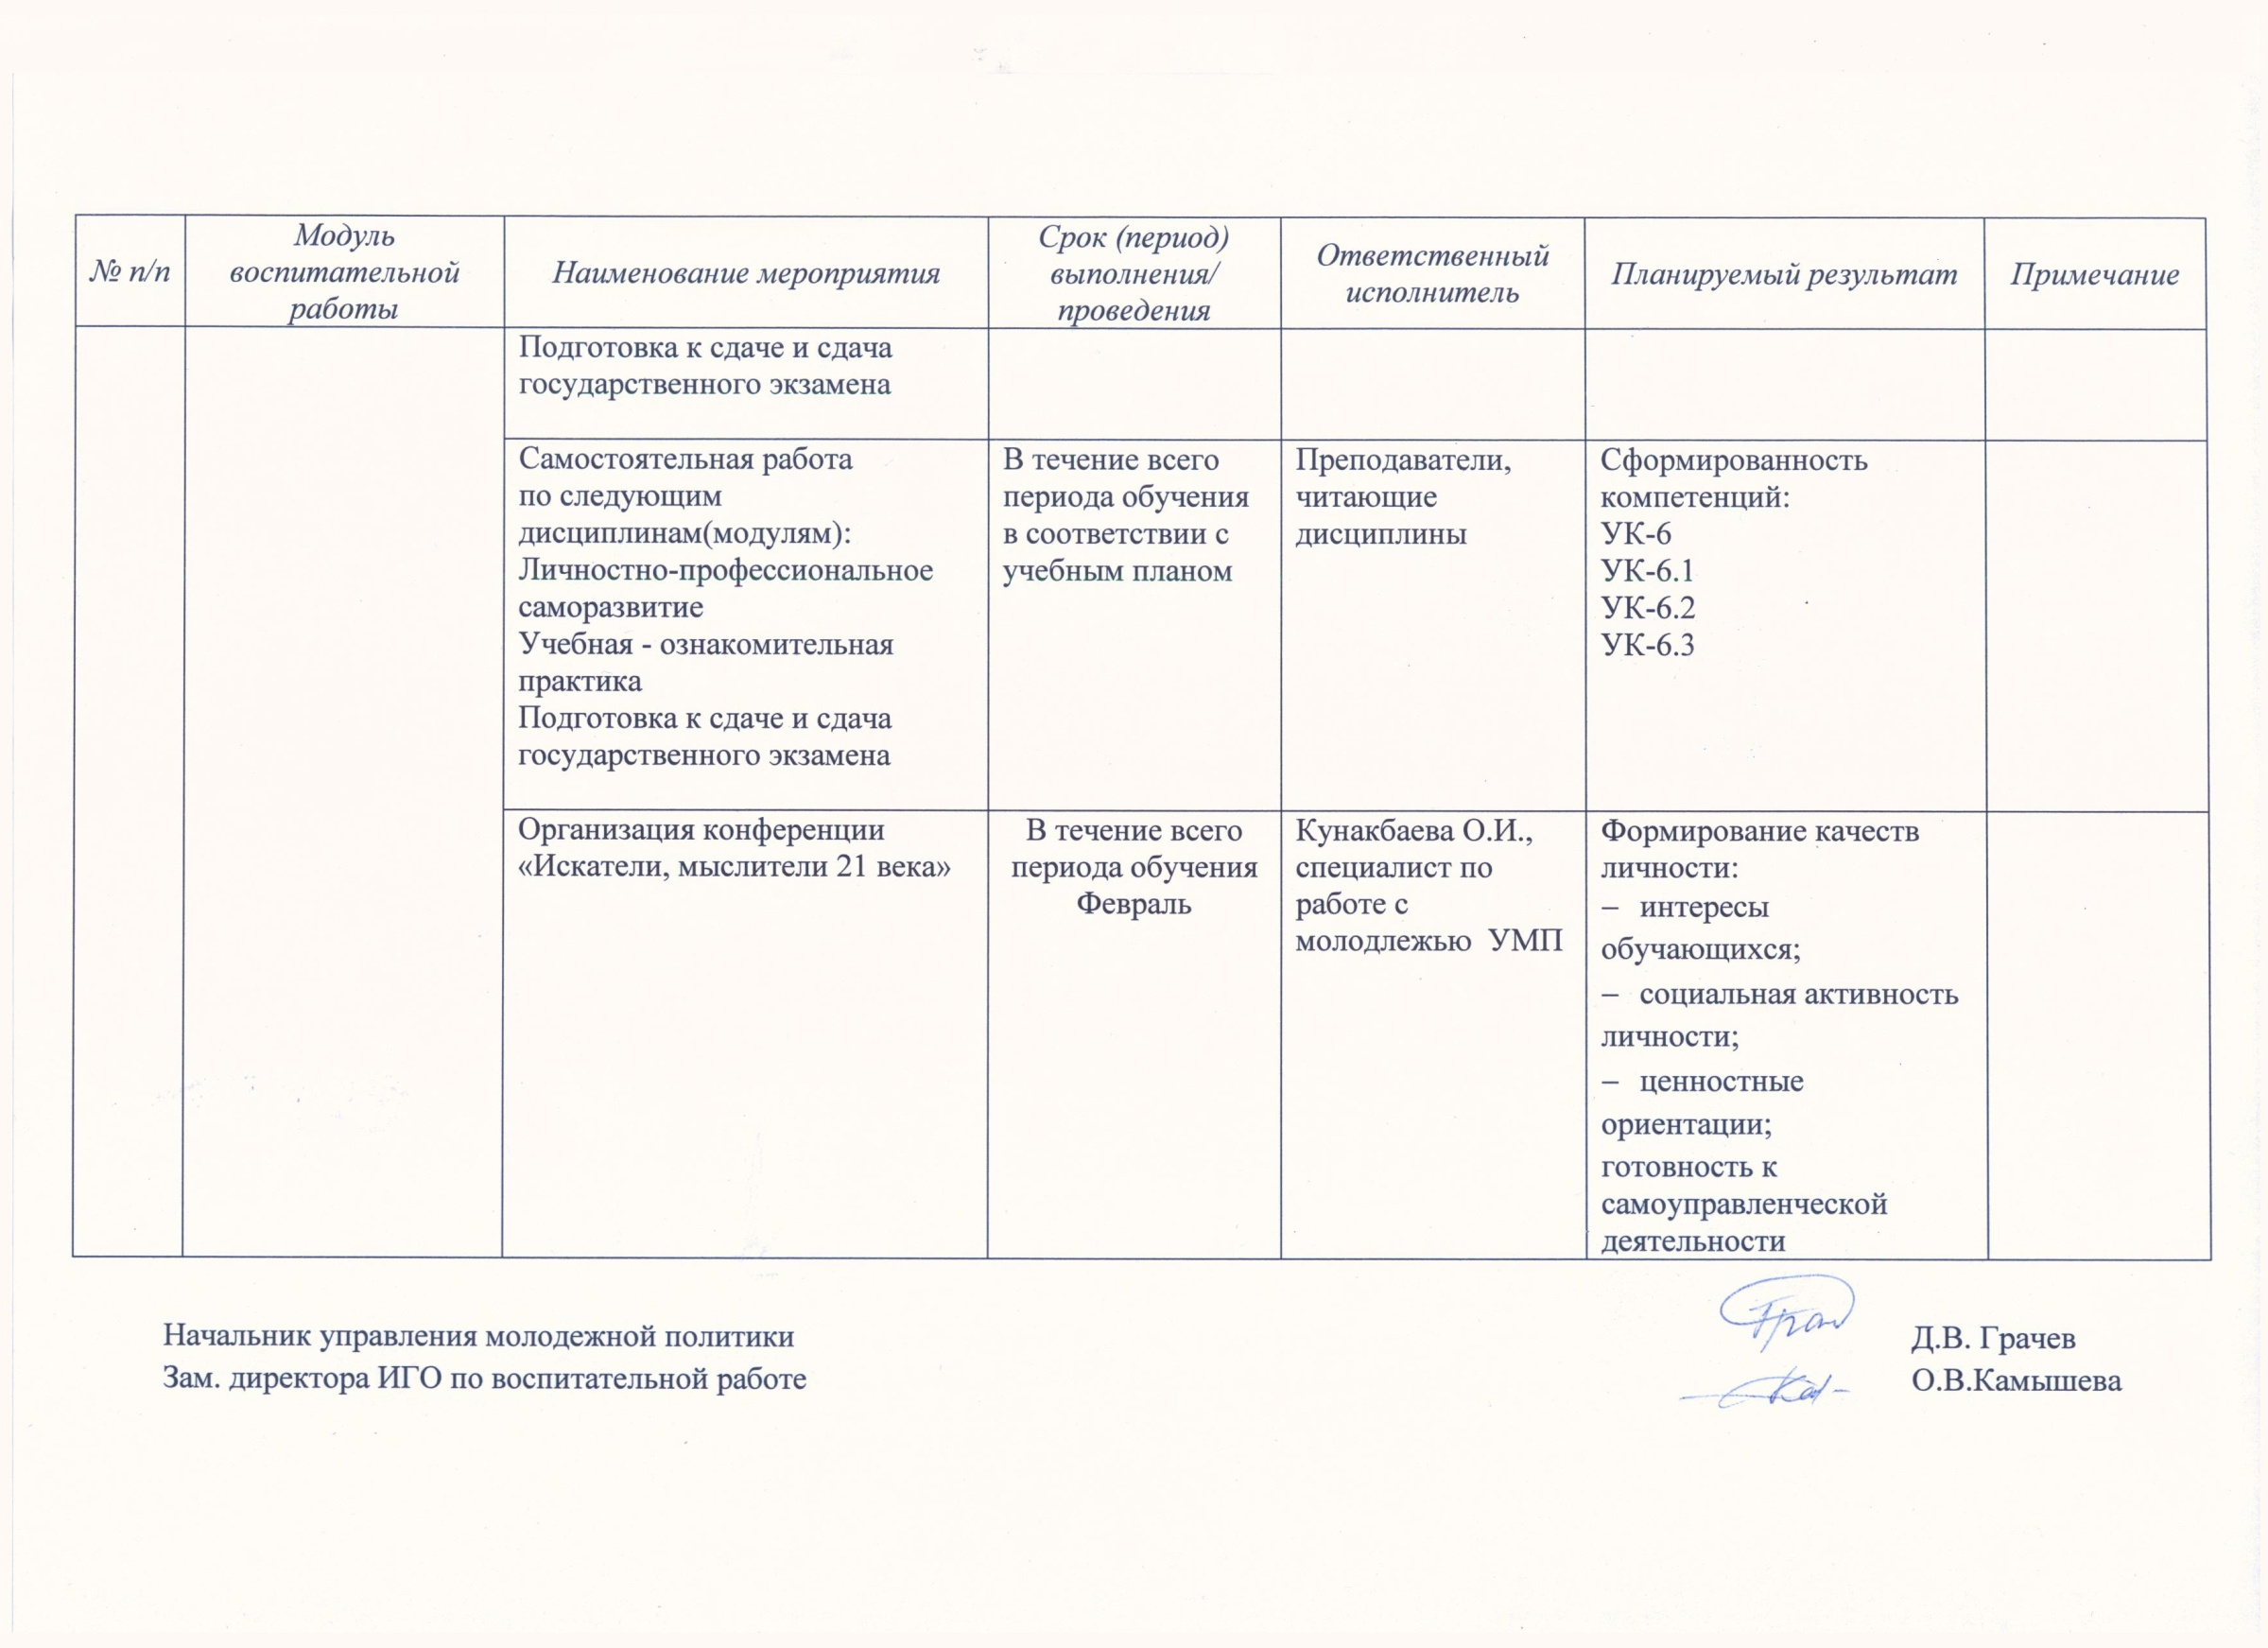 № п/п
Модуль
воспитательной
работы
Наименование мероприятия
Срок (период)
выполнения/
проведения
Ответственный
исполнитель
Планируемый результат
Примечание
Подготовка к сдаче и сдача
государственного экзамена
Самостоятельная работа
по следующим
дисциплинам(модулям):
Личностно-профессиональное
саморазвитие
Учебная - ознакомительная
практика
Подготовка к сдаче и сдача
государственного экзамена
В течение всего
периода обучения
в соответствии с
учебным планом
Преподаватели,
читающие
дисциплины
Сформированность
компетенций:
УК-6
УК-6.1
УК-6.2
УК-6.3
Организация конференции
«Искатели, мыслители 21 века»
В течение всего
периода обучения
Февраль
Кунакбаева О.И.,
специалист по
работе с
молодлежью УМП
Формирование качеств
личности:
– интересы
обучающихся;
– социальная активность
личности;
– ценностные
ориентации;
готовность к
самоуправленческой
деятельности
Начальник управления молодежной политики
Д.В. Грачев
Зам. директора ИГО по воспитательной работе
О.В.Камышева